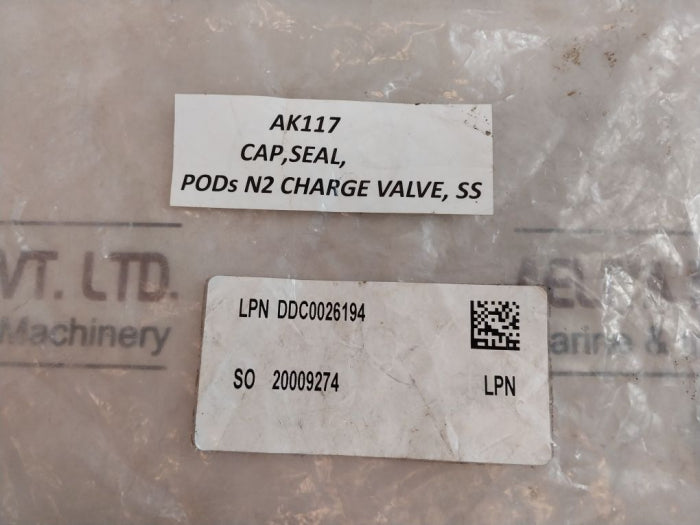 AK117
CAP,SEAL,
PODs N2 CHARGE VALVE, SS
VT. LTD.
Machinery
LPN DDC0026194
SO 20009274
LPN